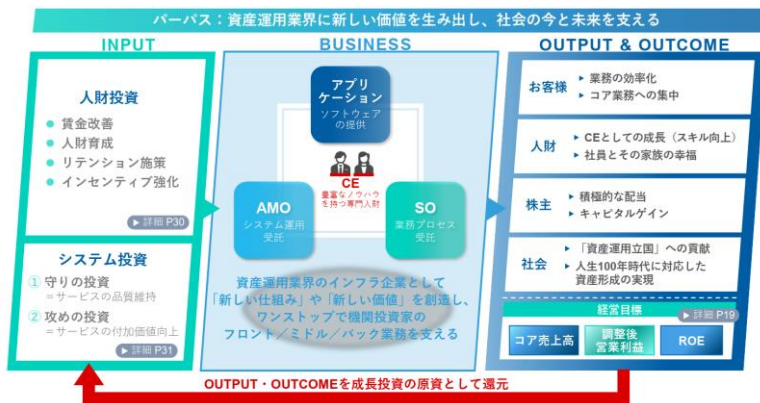 パーパス：資産運用業界に新しい価値を生み出し、社会の今と未来を支える
INPUT
人財投資
● 賃金改善
● 人財育成
● リテンション施策
● インセンティブ強化
▶ 詳細 P30
システム投資
① 守りの投資
＝サービスの品質維持
② 攻めの投資
＝サービスの付加価値向上
▶ 詳細 P31
BUSINESS
アプリ
ケーション
ソフトウェア
の提供
CE
豊富なノウハウ
を持つ専門人財
AMO
システム運用
受託
SO
業務プロセス
受託
資産運用業界のインフラ企業として
「新しい仕組み」や「新しい価値」を創造し、
ワンストップで機関投資家の
フロント／ミドル／バック業務を支える
OUTPUT & OUTCOME
お客様
▶ 業務の効率化
▶ コア業務への集中
人財
▶ CEとしての成長（スキル向上）
▶ 社員とその家族の幸福
株主
▶ 積極的な配当
▶ キャピタルゲイン
社会
▶ 「資産運用立国」への貢献
▶ 人生100年時代に対応した
資産形成の実現
経営目標
▶ 詳細 P19
コア売上高
調整後
営業利益
ROE
OUTPUT・OUTCOMEを成長投資の原資として還元